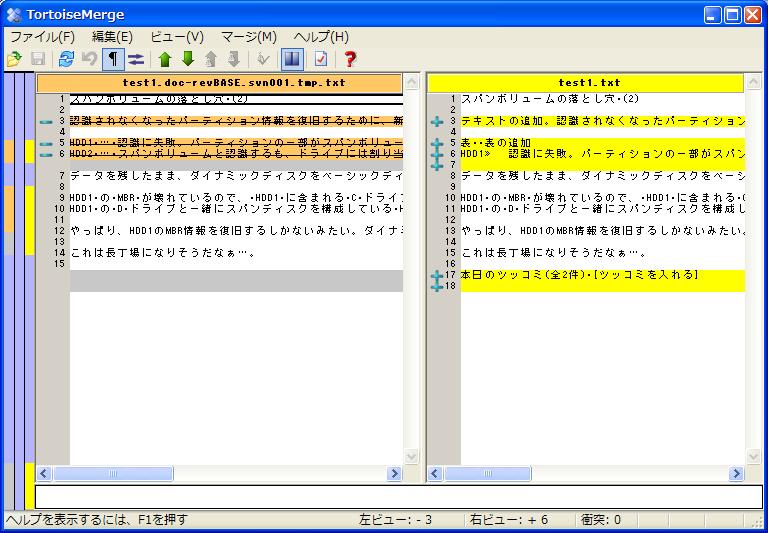 TortoiseMerge
ファイル(F) 編集(E) ビュー(V) マージ(M) ヘルプ(H)
test1.doc-revBASE.svn001.tmp.txt
1 スパンボリュームの落とし穴・(2)
2
3 認識されなくなったパーティション情報を復旧するために、新
4
5 HDD1・…・認識に失敗。パーティションの一部がスパンボリュー
6 HDD2・…・スパンボリュームと認識するも、ドライブには割り当
7 データを残したまま、ダイナミックディスクをベーシックディ
8
9 HDD1・の・MBR・が壊れているので、・HDD1・に含まれる・C・ドライブ
10 HDD1・の・D・ドライブと一緒にスパンディスクを構成している・H
11
12 やっぱり、HDD1のMBR情報を復旧するしかないみたい。ダイナミ
13
14 これは長丁場になりそうだなぁ…。
15
test1.txt
1 スパンボリュームの落とし穴・(2)
2
3 テキストの追加。認識されなくなったパーティション
4
5 表・・表の追加
6 HDD1» 認識に失敗。パーティションの一部がスパン
7
7 データを残したまま、ダイナミックディスクをベーシ
8
9 HDD1・の・MBR・が壊れているので、・HDD1・に含まれる・C
10 HDD1・の・D・ドライブと一緒にスパンディスクを構成し
11
12 やっぱり、HDD1のMBR情報を復旧するしかないみたい。
13
14 これは長丁場になりそうだなぁ…。
15
17 本日のツッコミ(全2件)・[ツッコミを入れる]
18
ヘルプを表示するには、F1を押す 左ビュー: - 3 右ビュー: + 6 衝突: 0